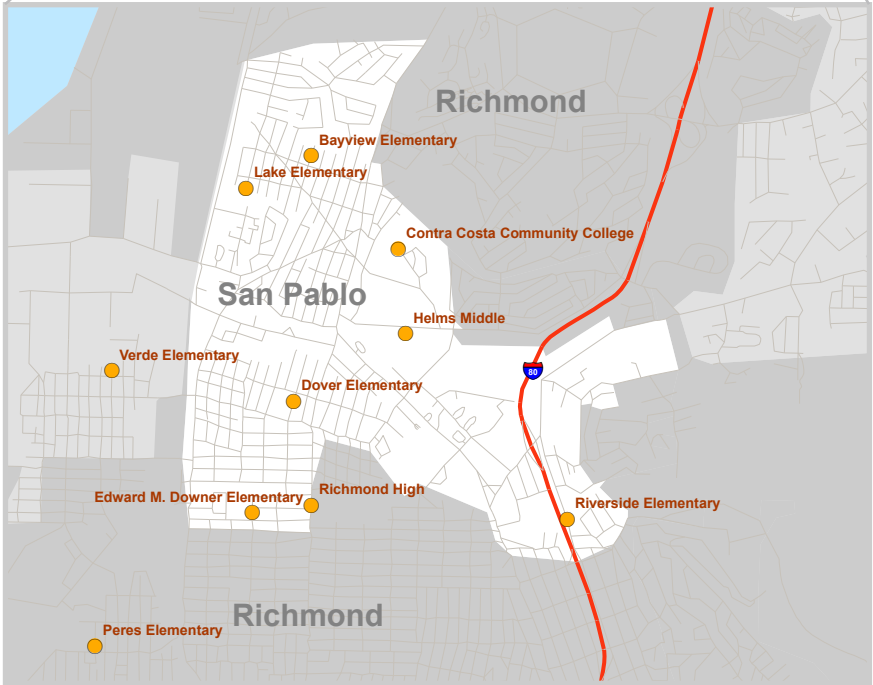 Richmond
Bayview Elementary
Lake Elementary
Contra Costa Community College
San Pablo
Helms Middle
Verde Elementary
80
Dover Elementary
Richmond High
Edward M. Downer Elementary
Riverside Elementary
Richmond
Peres Elementary